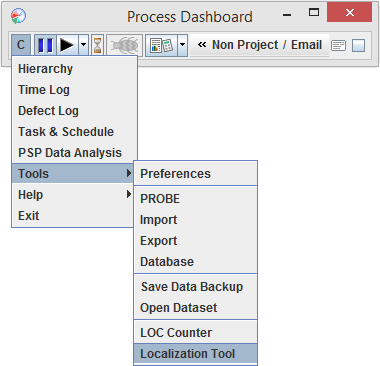 Process Dashboard
C
« Non Project / Email
Hierarchy
Time Log
Defect Log
Task & Schedule
PSP Data Analysis
Tools
Help
Exit
Preferences
PROBE
Import
Export
Database
Save Data Backup
Open Dataset
LOC Counter
Localization Tool